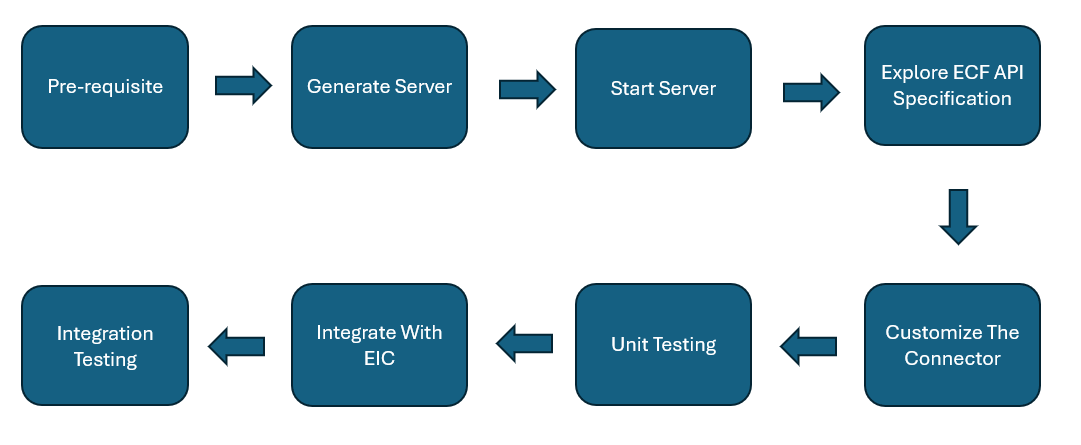 Pre-requisite
Generate Server
Start Server
Explore ECF API
Specification
Customize The
Connector
Unit Testing
Integrate With
EIC
Integration
Testing